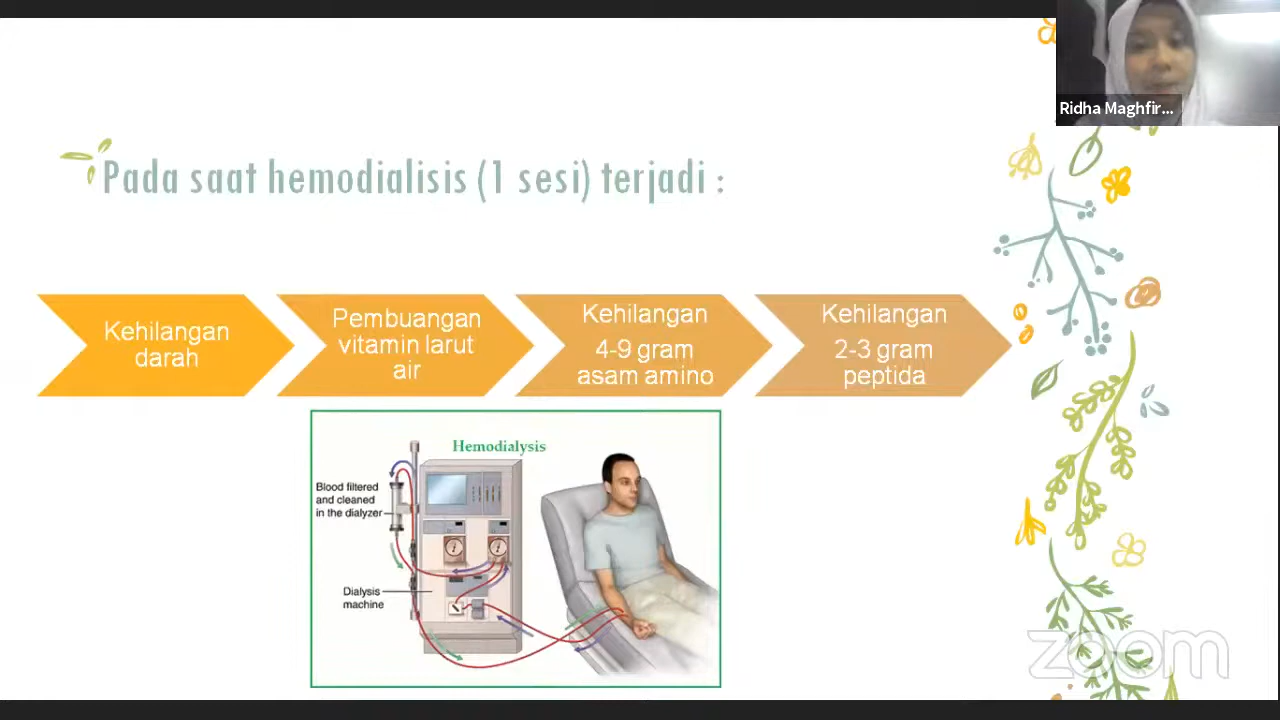 Ridha Maghfir...
Pada saat hemodialisis (1 sesi) terjadi :
Kehilangan
darah
Pembuangan
vitamin larut
air
Kehilangan
4-9 gram
asam amino
Kehilangan
2-3 gram
peptida
Hemodialysis
Blood filtered
and cleaned
in the dialyzer
Dialysis
machine
zoom